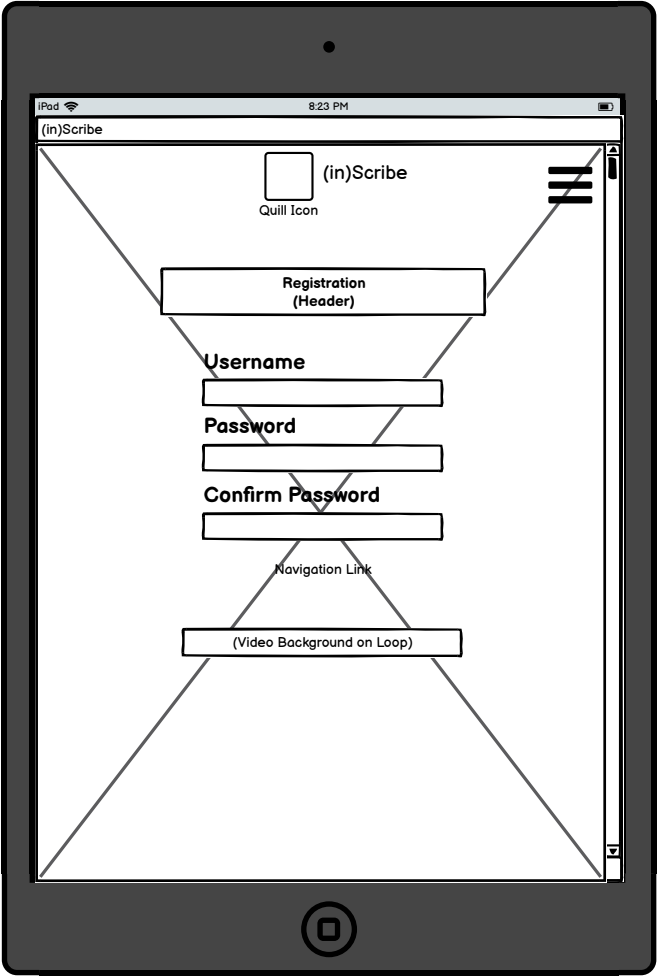 iPad 8:23 PM
(in)Scribe
(in)Scribe
Quill Icon
Registration
(Header)
Username
Password
Confirm Password
Navigation Link
(Video Background on Loop)